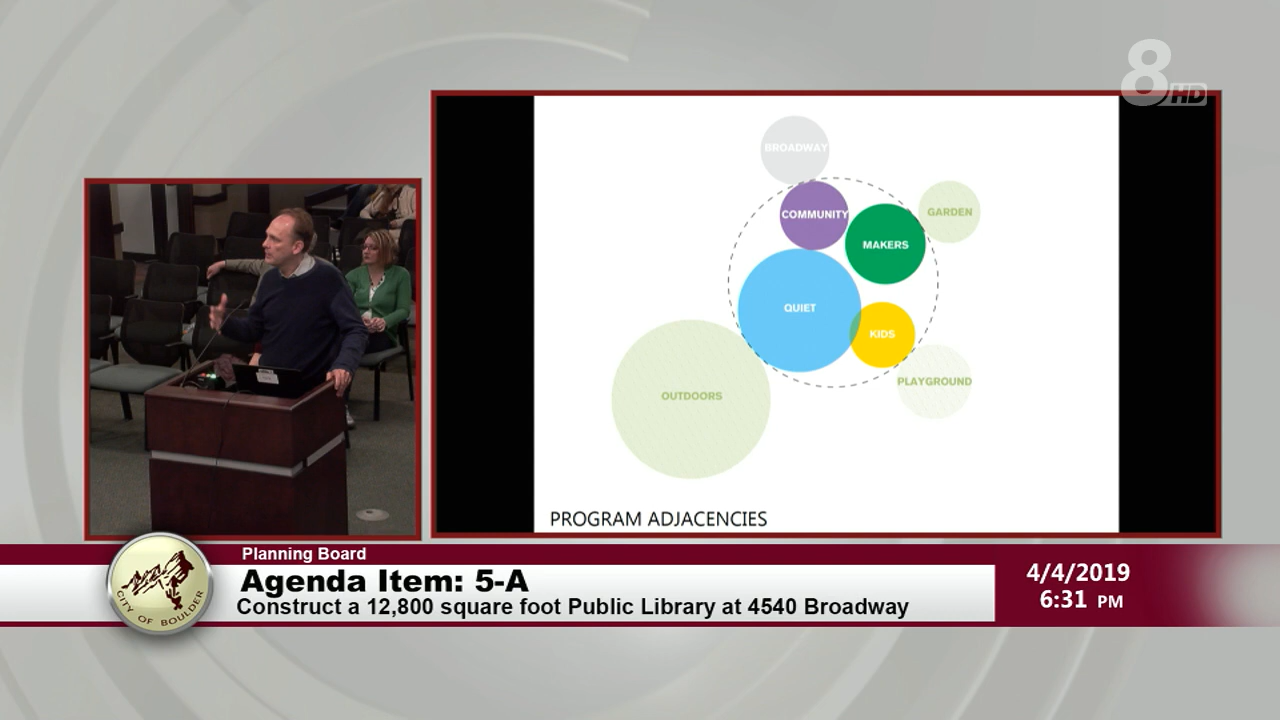 8HD
BROADWAY
COMMUNITY
GARDEN
MAKERS
QUIET
KIDS
PLAYGROUND
OUTDOORS
PROGRAM ADJACENCIES
Planning Board
Agenda Item: 5-A
Construct a 12,800 square foot Public Library at 4540 Broadway
4/4/2019
6:31 PM
CITY OF BOULDER